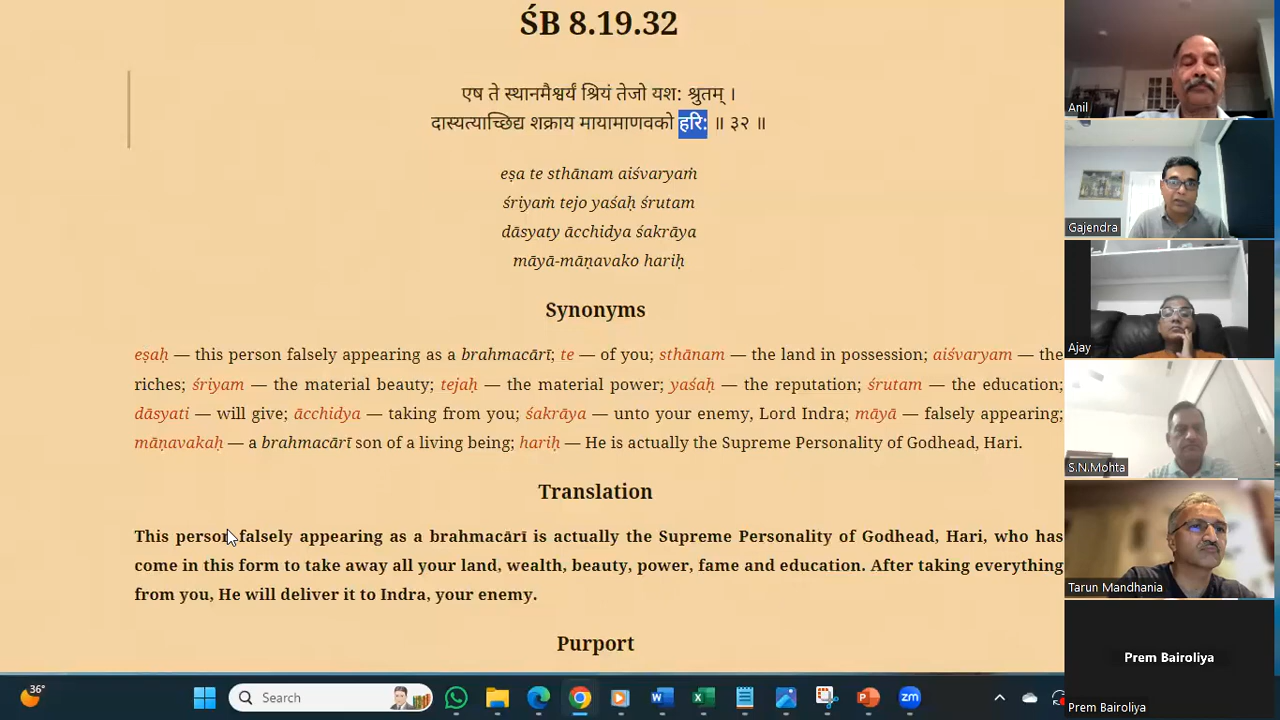 ŚB 8.19.32
एष ते स्थानमैश्वर्यं श्रियं तेजो यश: श्रुतम् ।
दास्यत्याच्छिद्य शक्राय मायामाणवको हरि: ॥ ३२ ॥
eṣa te sthānam aiśvaryaṁ
śriyaṁ tejo yaśaḥ śrutam
dāsyaty ācchidya śakrāya
māyā-māṇavako hariḥ
Synonyms
eṣaḥ — this person falsely appearing as a brahmacārī; te — of you; sthānam — the land in possession; aiśvaryam — the
riches; śriyam — the material beauty; tejaḥ — the material power; yaśaḥ — the reputation; śrutam — the education;
dāsyati — will give; ācchidya — taking from you; śakrāya — unto your enemy, Lord Indra; māyā — falsely appearing;
māṇavakaḥ — a brahmacārī son of a living being; hariḥ — He is actually the Supreme Personality of Godhead, Hari.
Translation
This person falsely appearing as a brahmacārī is actually the Supreme Personality of Godhead, Hari, who has
come in this form to take away all your land, wealth, beauty, power, fame and education. After taking everything
from you, He will deliver it to Indra, your enemy.
Purport
Anil
Gajendra
Ajay
S.N.Mohta
Tarun Mandhania
Prem Bairoliya
Prem Bairoliya
36°
Search
zm